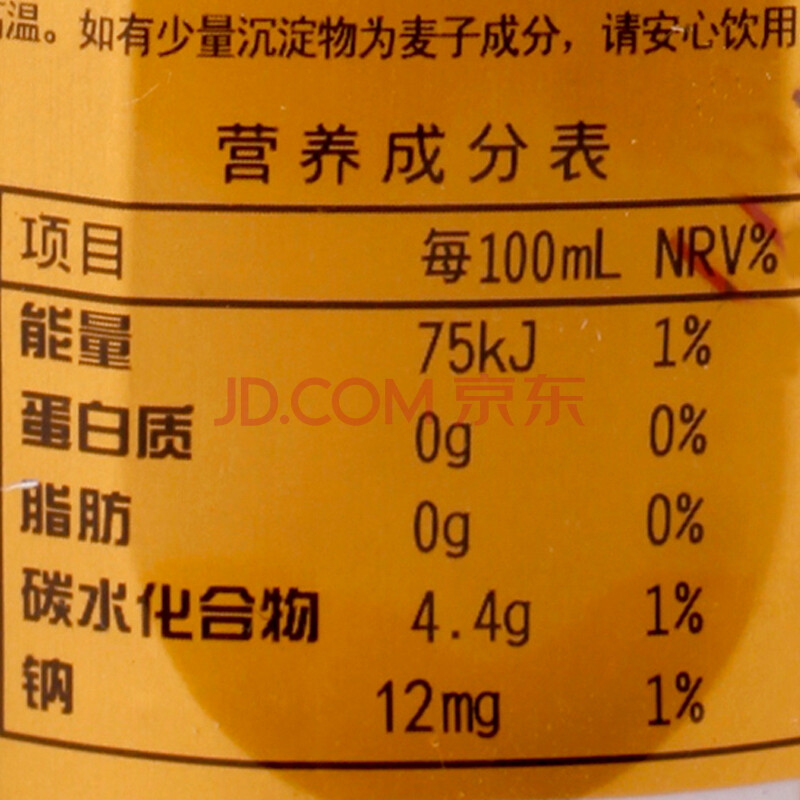 温。如有少量沉淀物为麦子成分，请安心饮用
营养成分表
项目 每100mL NRV%
能量 75kJ 1%
JD.COM 京东
蛋白质 0g 0%
脂肪 0g 0%
碳水化合物 4.4g 1%
钠 12mg 1%